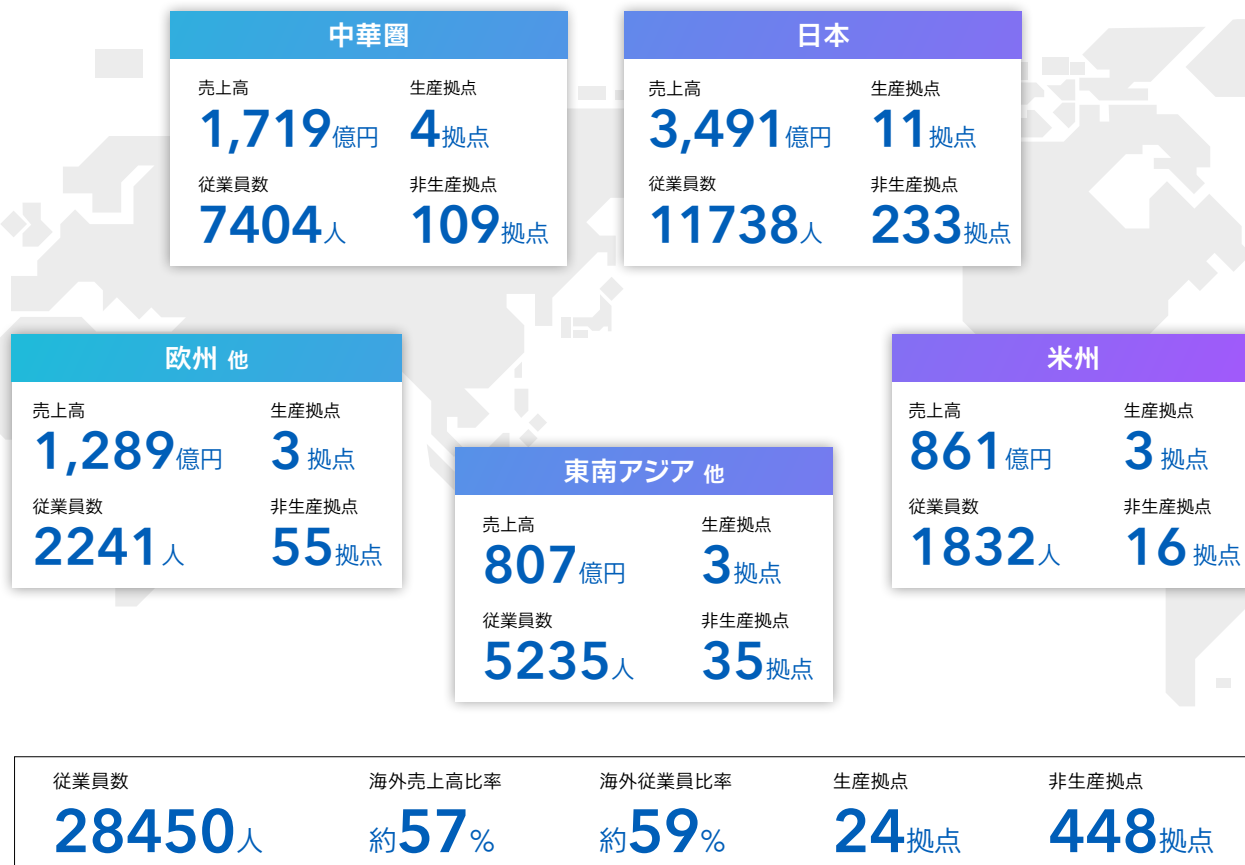 中華圏
売上高
生産拠点
1,719億円
4拠点
従業員数
非生産拠点
7404人
109拠点
日本
売上高
生産拠点
3,491億円
11拠点
従業員数
非生産拠点
11738人
233拠点
欧州 他
売上高
生産拠点
1,289億円
3拠点
従業員数
非生産拠点
2241人
55拠点
東南アジア 他
売上高
生産拠点
807億円
3拠点
従業員数
非生産拠点
5235人
35拠点
米州
売上高
生産拠点
861億円
3拠点
従業員数
非生産拠点
1832人
16拠点
従業員数
海外売上高比率
海外従業員比率
生産拠点
非生産拠点
28450人
約57%
約59%
24拠点
448拠点